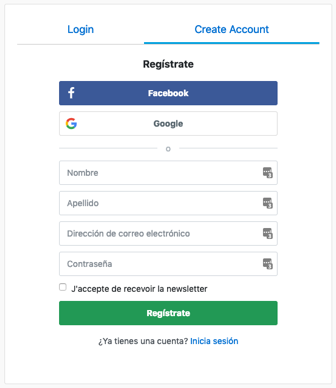 Login
Create Account
Regístrate
Facebook
Google
o
Nombre
Apellido
Dirección de correo electrónico
Contraseña
J'accepte de recevoir la newsletter
Regístrate
¿Ya tienes una cuenta? Inicia sesión